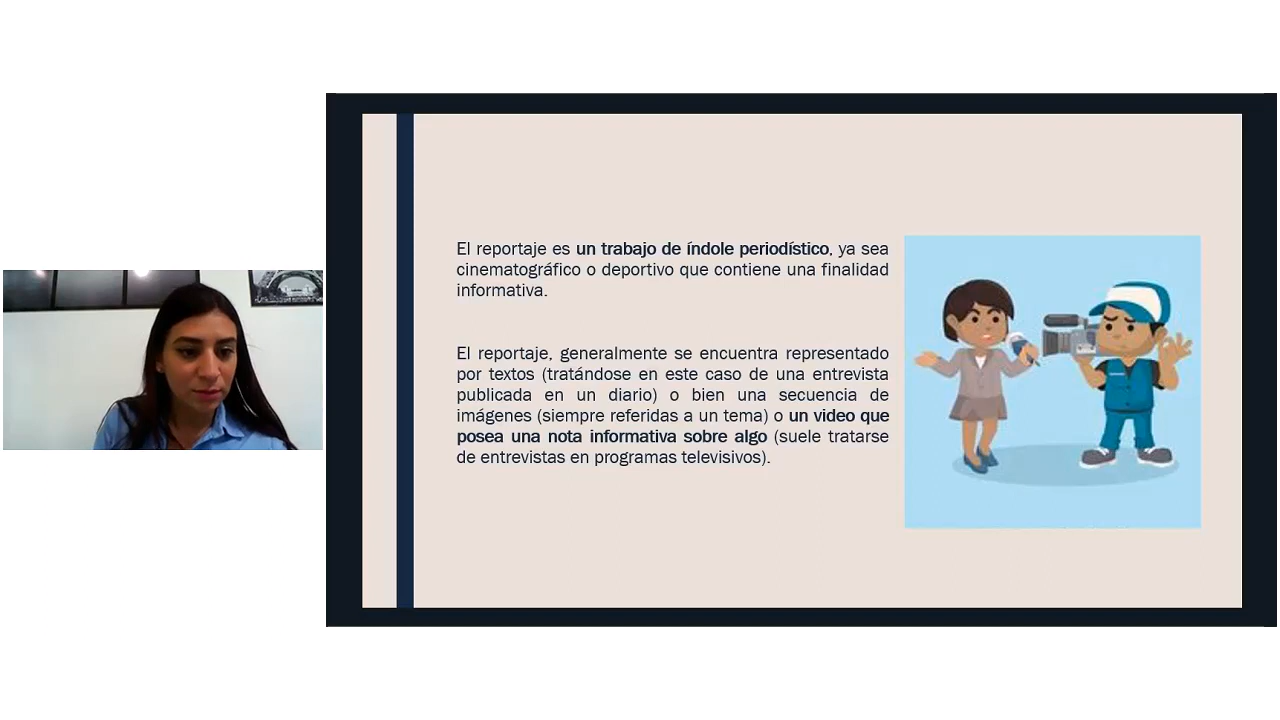 El reportaje es un trabajo de índole periodístico, ya sea
cinematográfico o deportivo que contiene una finalidad
informativa.
El reportaje, generalmente se encuentra representado
por textos (tratándose en este caso de una entrevista
publicada en un diario) o bien una secuencia de
imágenes (siempre referidas a un tema) o un video que
posea una nota informativa sobre algo (suele tratarse
de entrevistas en programas televisivos).